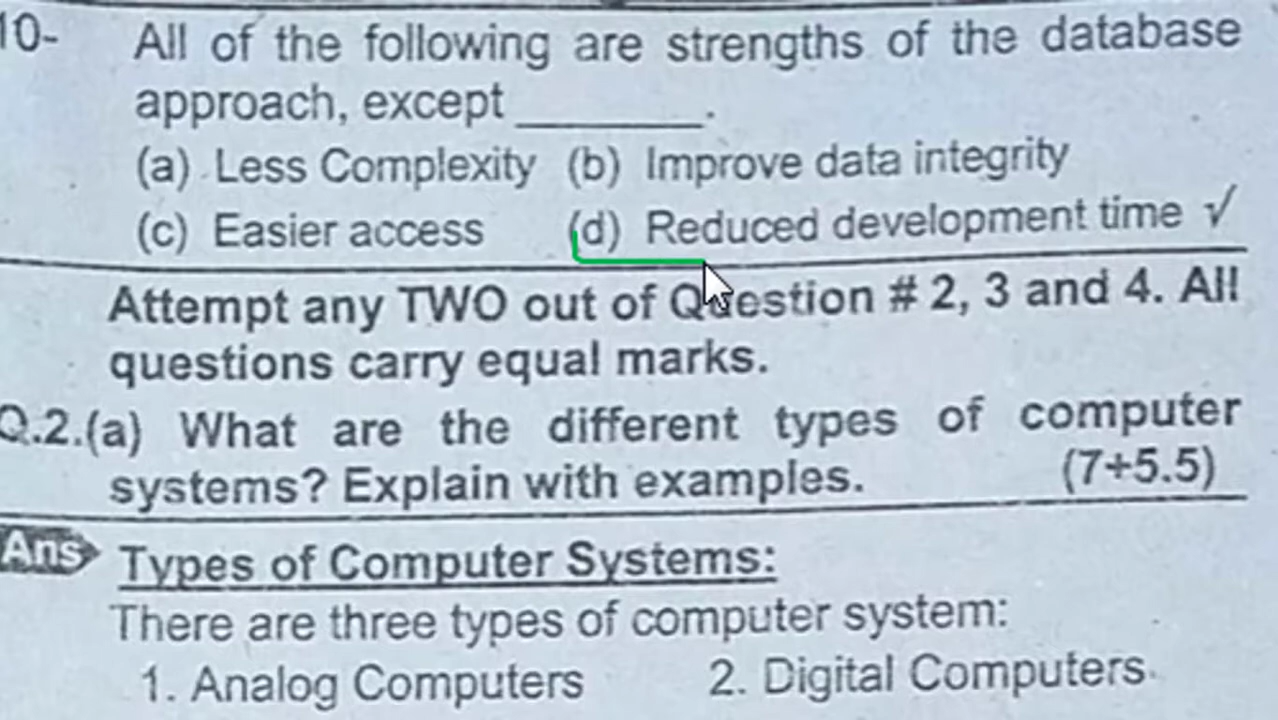 10- All of the following are strengths of the database
approach, except ________.
(a) Less Complexity (b) Improve data integrity
(c) Easier access (d) Reduced development time √
Attempt any TWO out of Question # 2, 3 and 4. All
questions carry equal marks.
Q.2.(a) What are the different types of computer
systems? Explain with examples. (7+5.5)
Ans Types of Computer Systems:
There are three types of computer system:
1. Analog Computers 2. Digital Computers